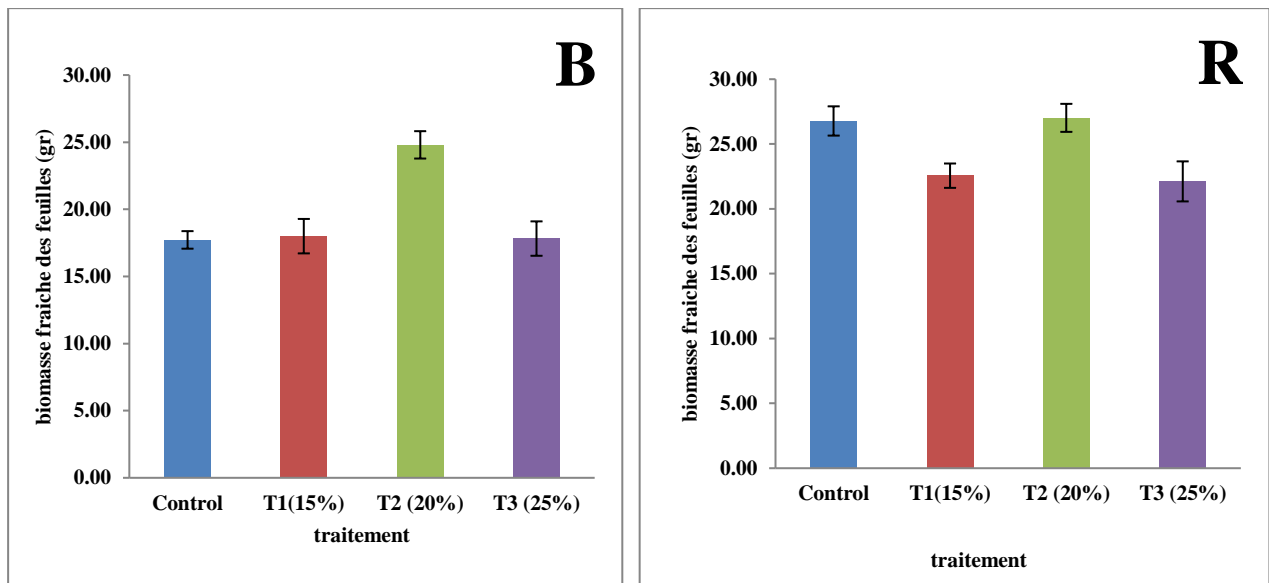 B
30.00
25.00
20.00
15.00
10.00
5.00
0.00
biomasse fraiche des feuilles (gr)
Control T1(15%) T2 (20%) T3 (25%)
traitement
R
30.00
25.00
20.00
15.00
10.00
5.00
0.00
biomasse fraiche des feuilles (gr)
Control T1(15%) T2 (20%) T3 (25%)
traitement